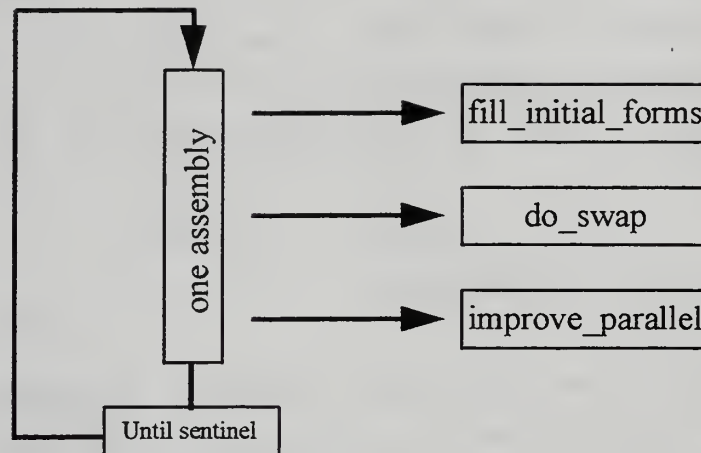 fill_initial_forms
one assembly
do_swap
improve_parallel
Until sentinel